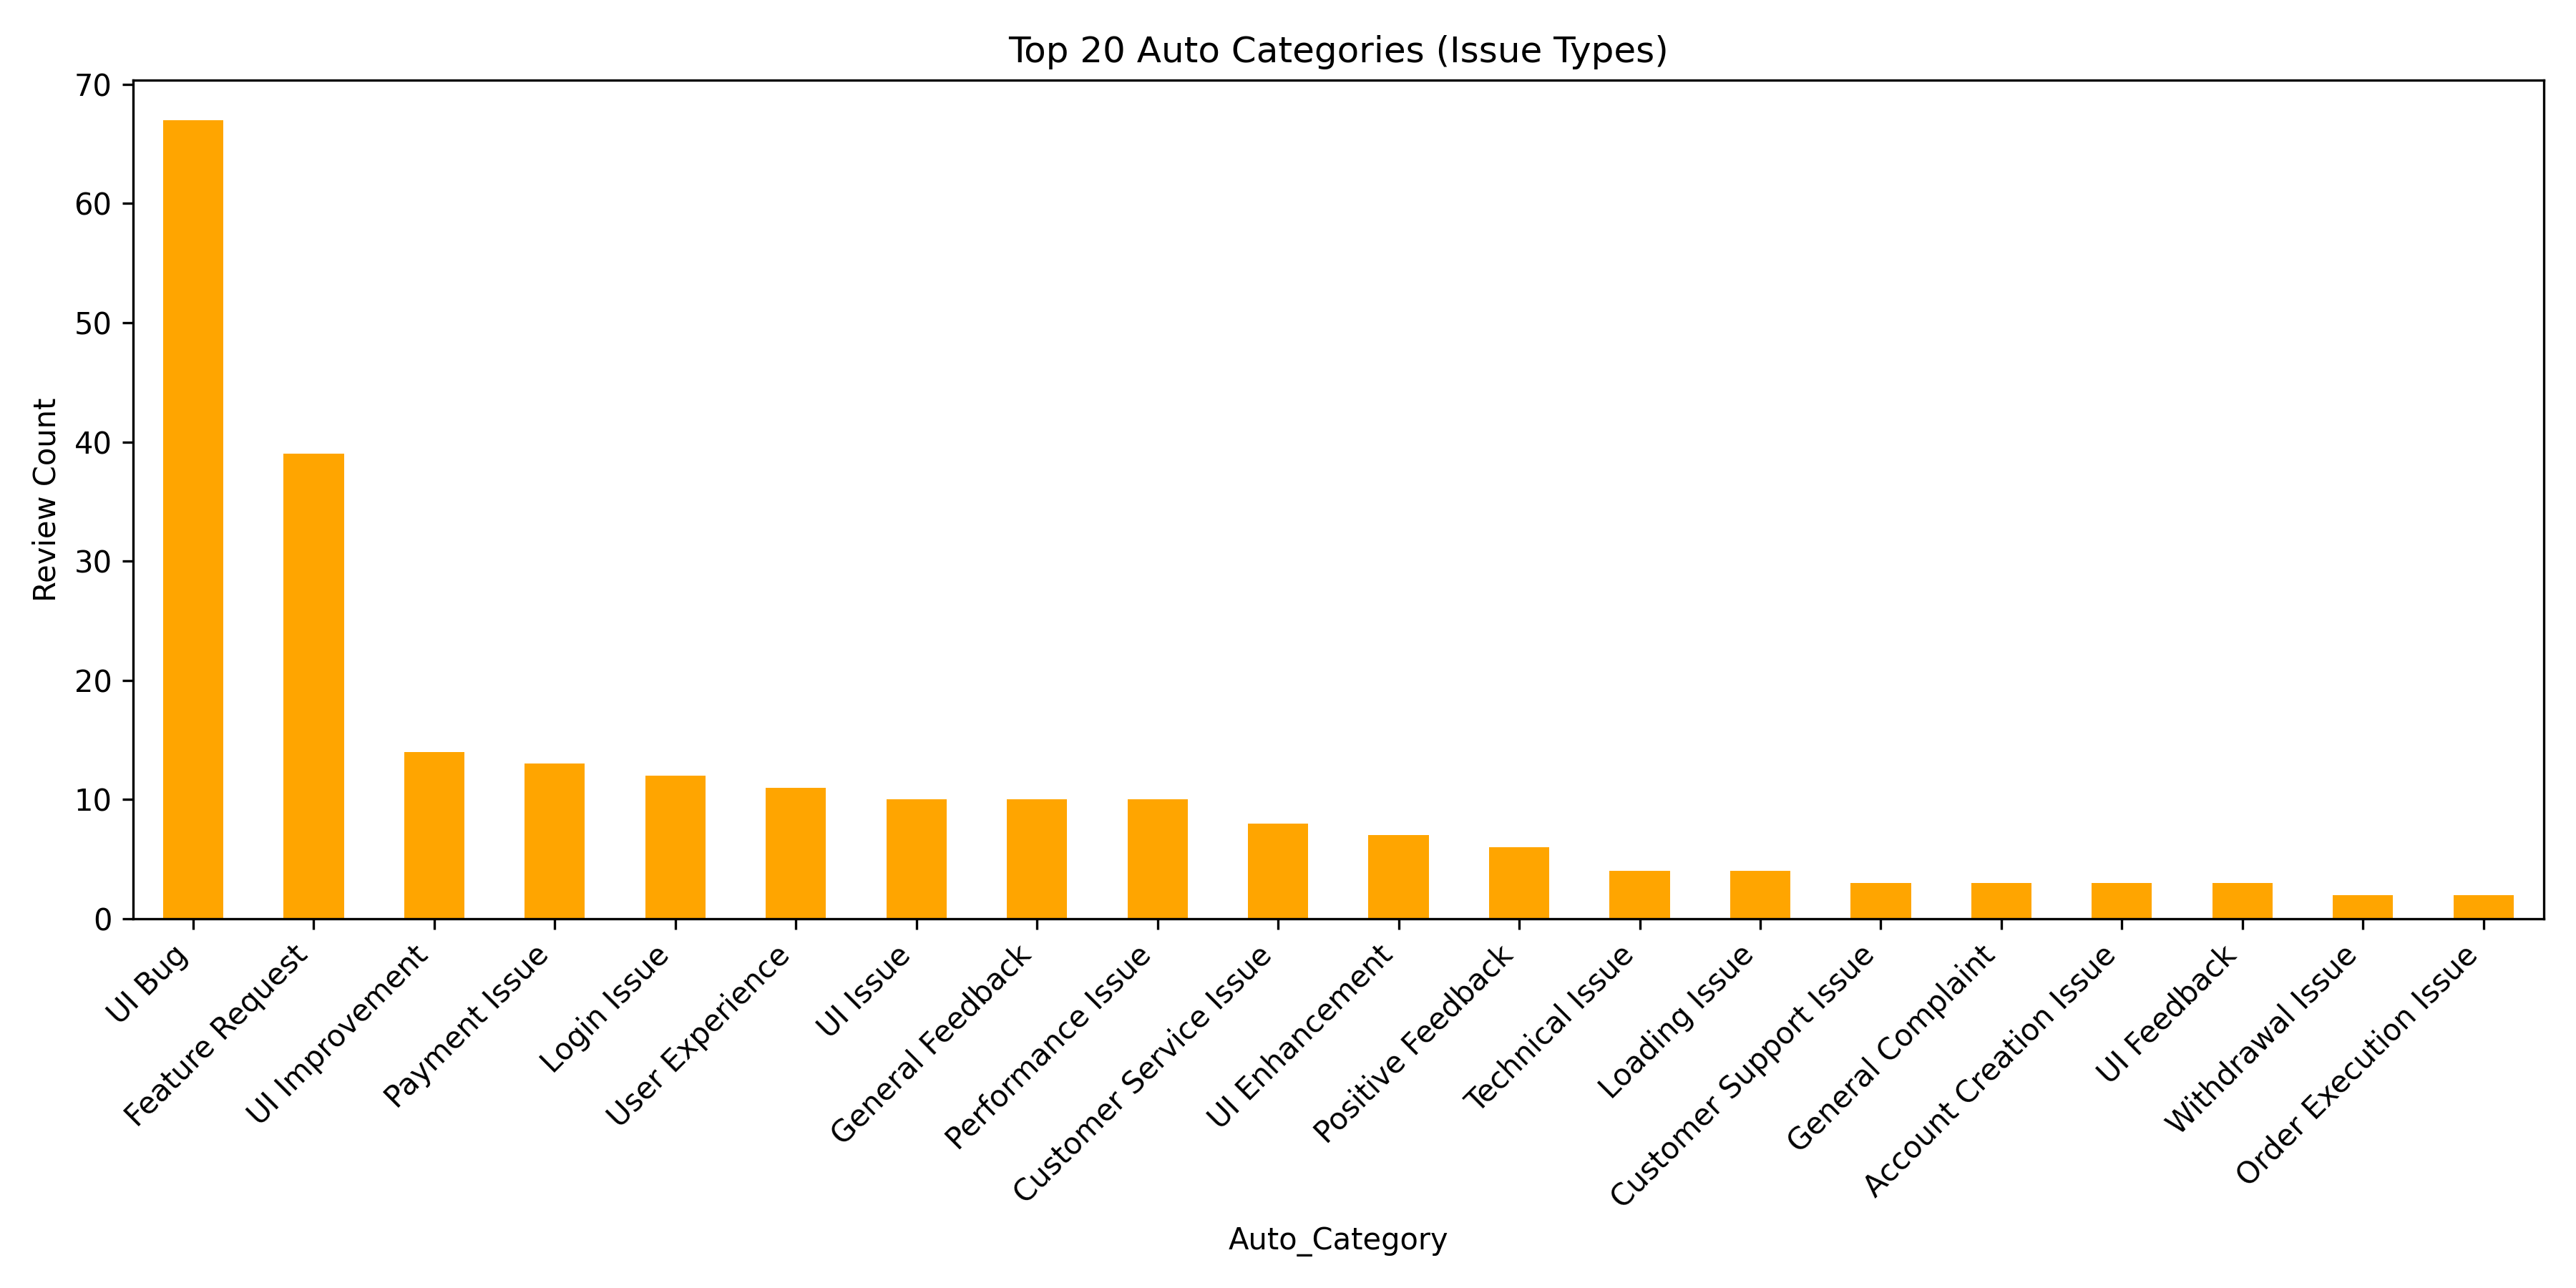 Top 20 Auto Categories (Issue Types)
70
60
50
40
30
20
10
0
Review Count
UI Bug
Feature Request
UI Improvement
Payment Issue
Login Issue
User Experience
UI Issue
General Feedback
Performance Issue
Customer Service Issue
UI Enhancement
Positive Feedback
Technical Issue
Loading Issue
Customer Support Issue
General Complaint
Account Creation Issue
UI Feedback
Withdrawal Issue
Order Execution Issue
Auto_Category